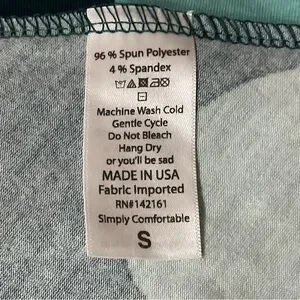 96 % Spun Polyester
4 % Spandex
Machine Wash Cold
Gentle Cycle
Do Not Bleach
Hang Dry
or you'll be sad
MADE IN USA
Fabric Imported
RN#142161
Simply Comfortable
S